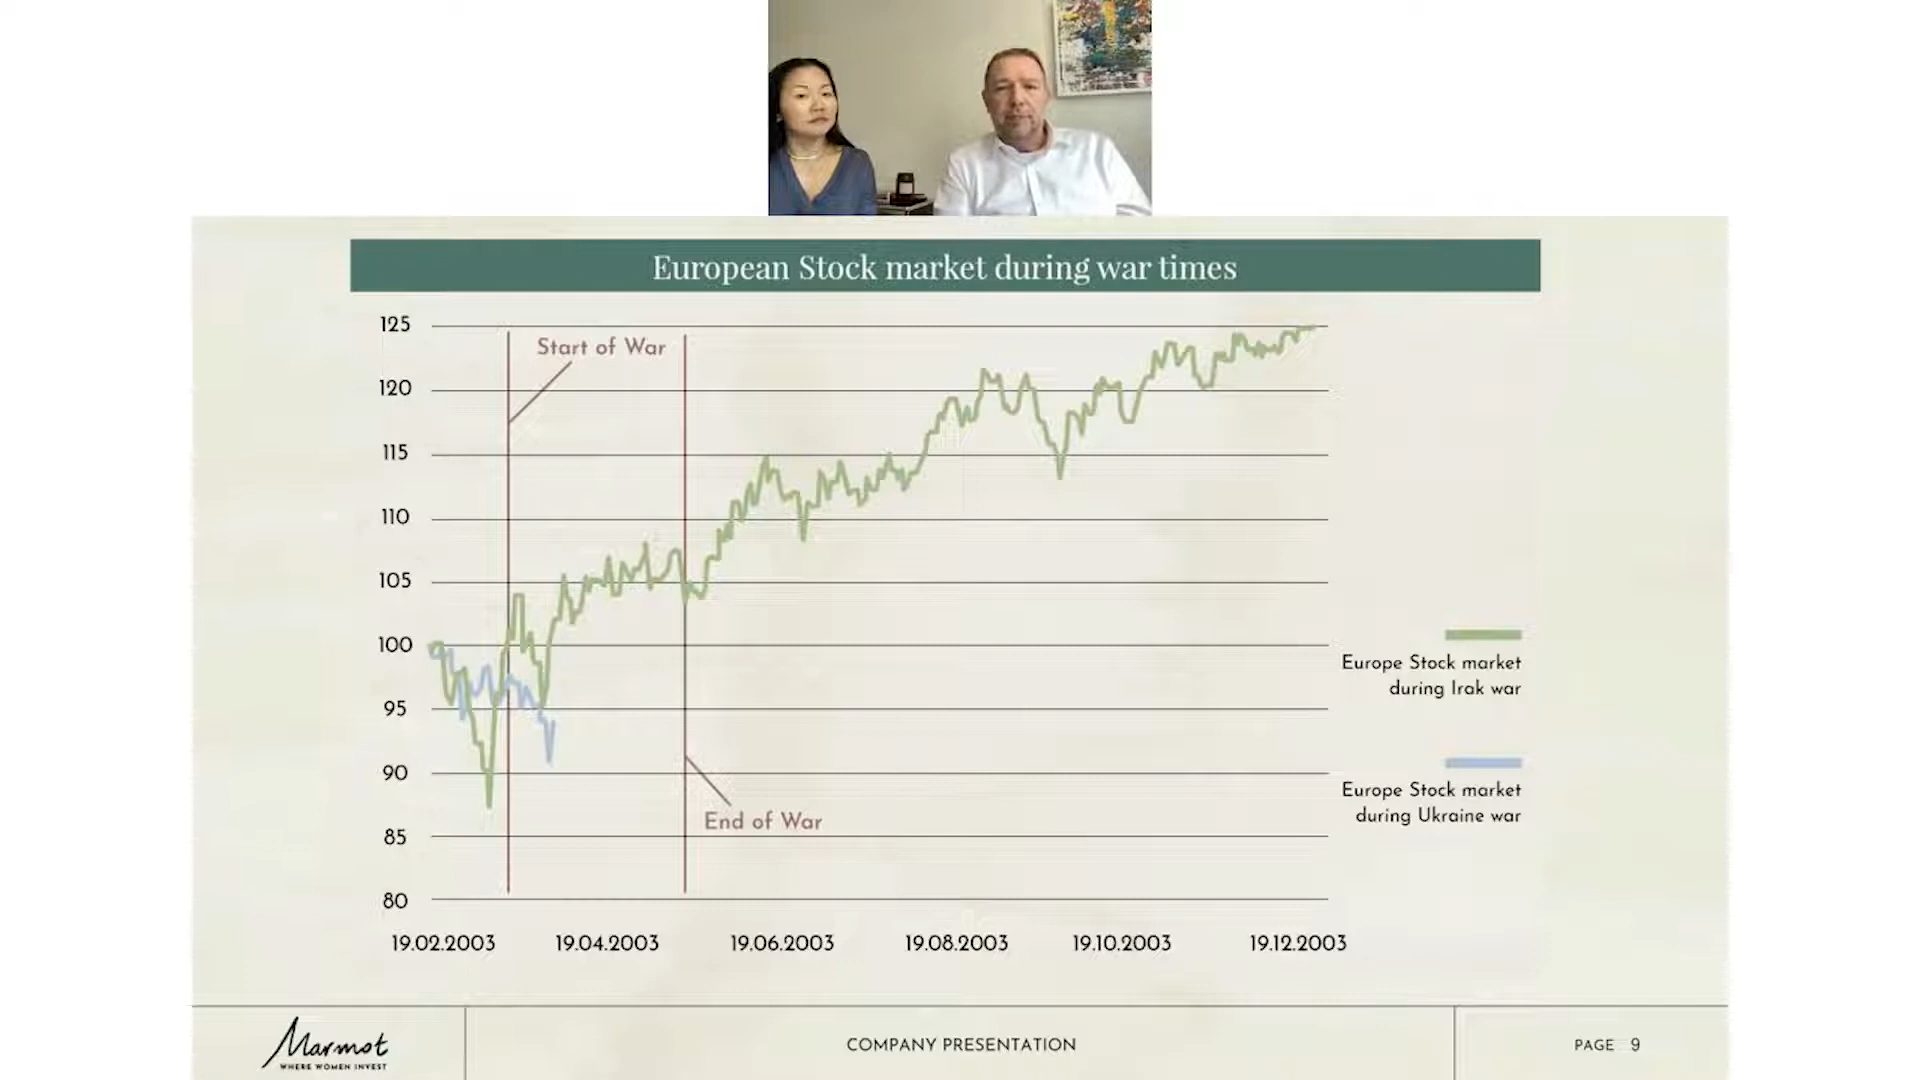 European Stock market during war times
125
Start of War
120
115
110
105
100
95
90
85
80
End of War
19.02.2003 19.04.2003 19.06.2003 19.08.2003 19.10.2003 19.12.2003
Europe Stock market
during Irak war
Europe Stock market
during Ukraine war
Marmot
WHERE WOMEN INVEST
COMPANY PRESENTATION
PAGE 9